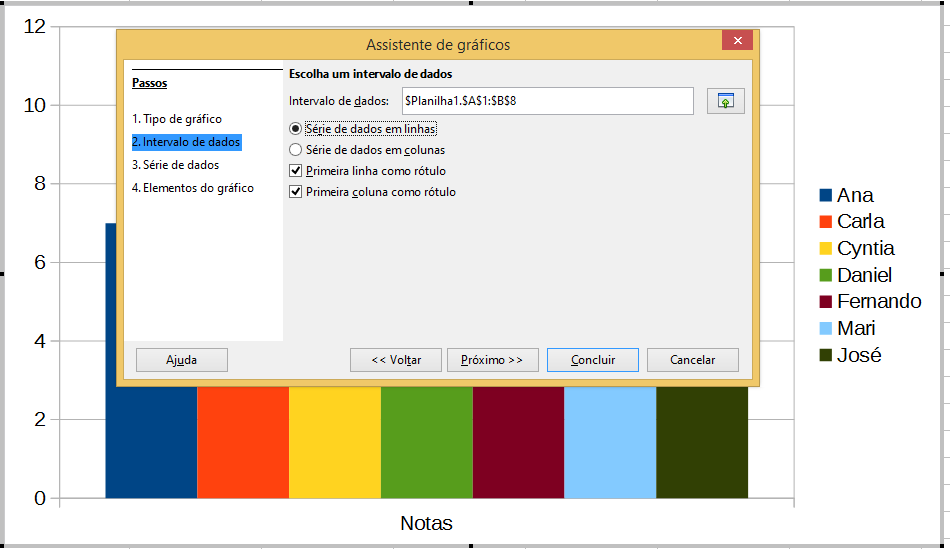 12
10
8
6
4
2
0
Assistente de gráficos
Passos
1. Tipo de gráfico
2. Intervalo de dados
3. Série de dados
4. Elementos do gráfico
Escolha um intervalo de dados
Intervalo de dados: $Planilha1.$A$1:$B$8
Série de dados em linhas
Série de dados em colunas
Primeira linha como rótulo
Primeira coluna como rótulo
Ajuda << Voltar Próximo >> Concluir Cancelar
Ana
Carla
Cyntia
Daniel
Fernando
Mari
José
Notas